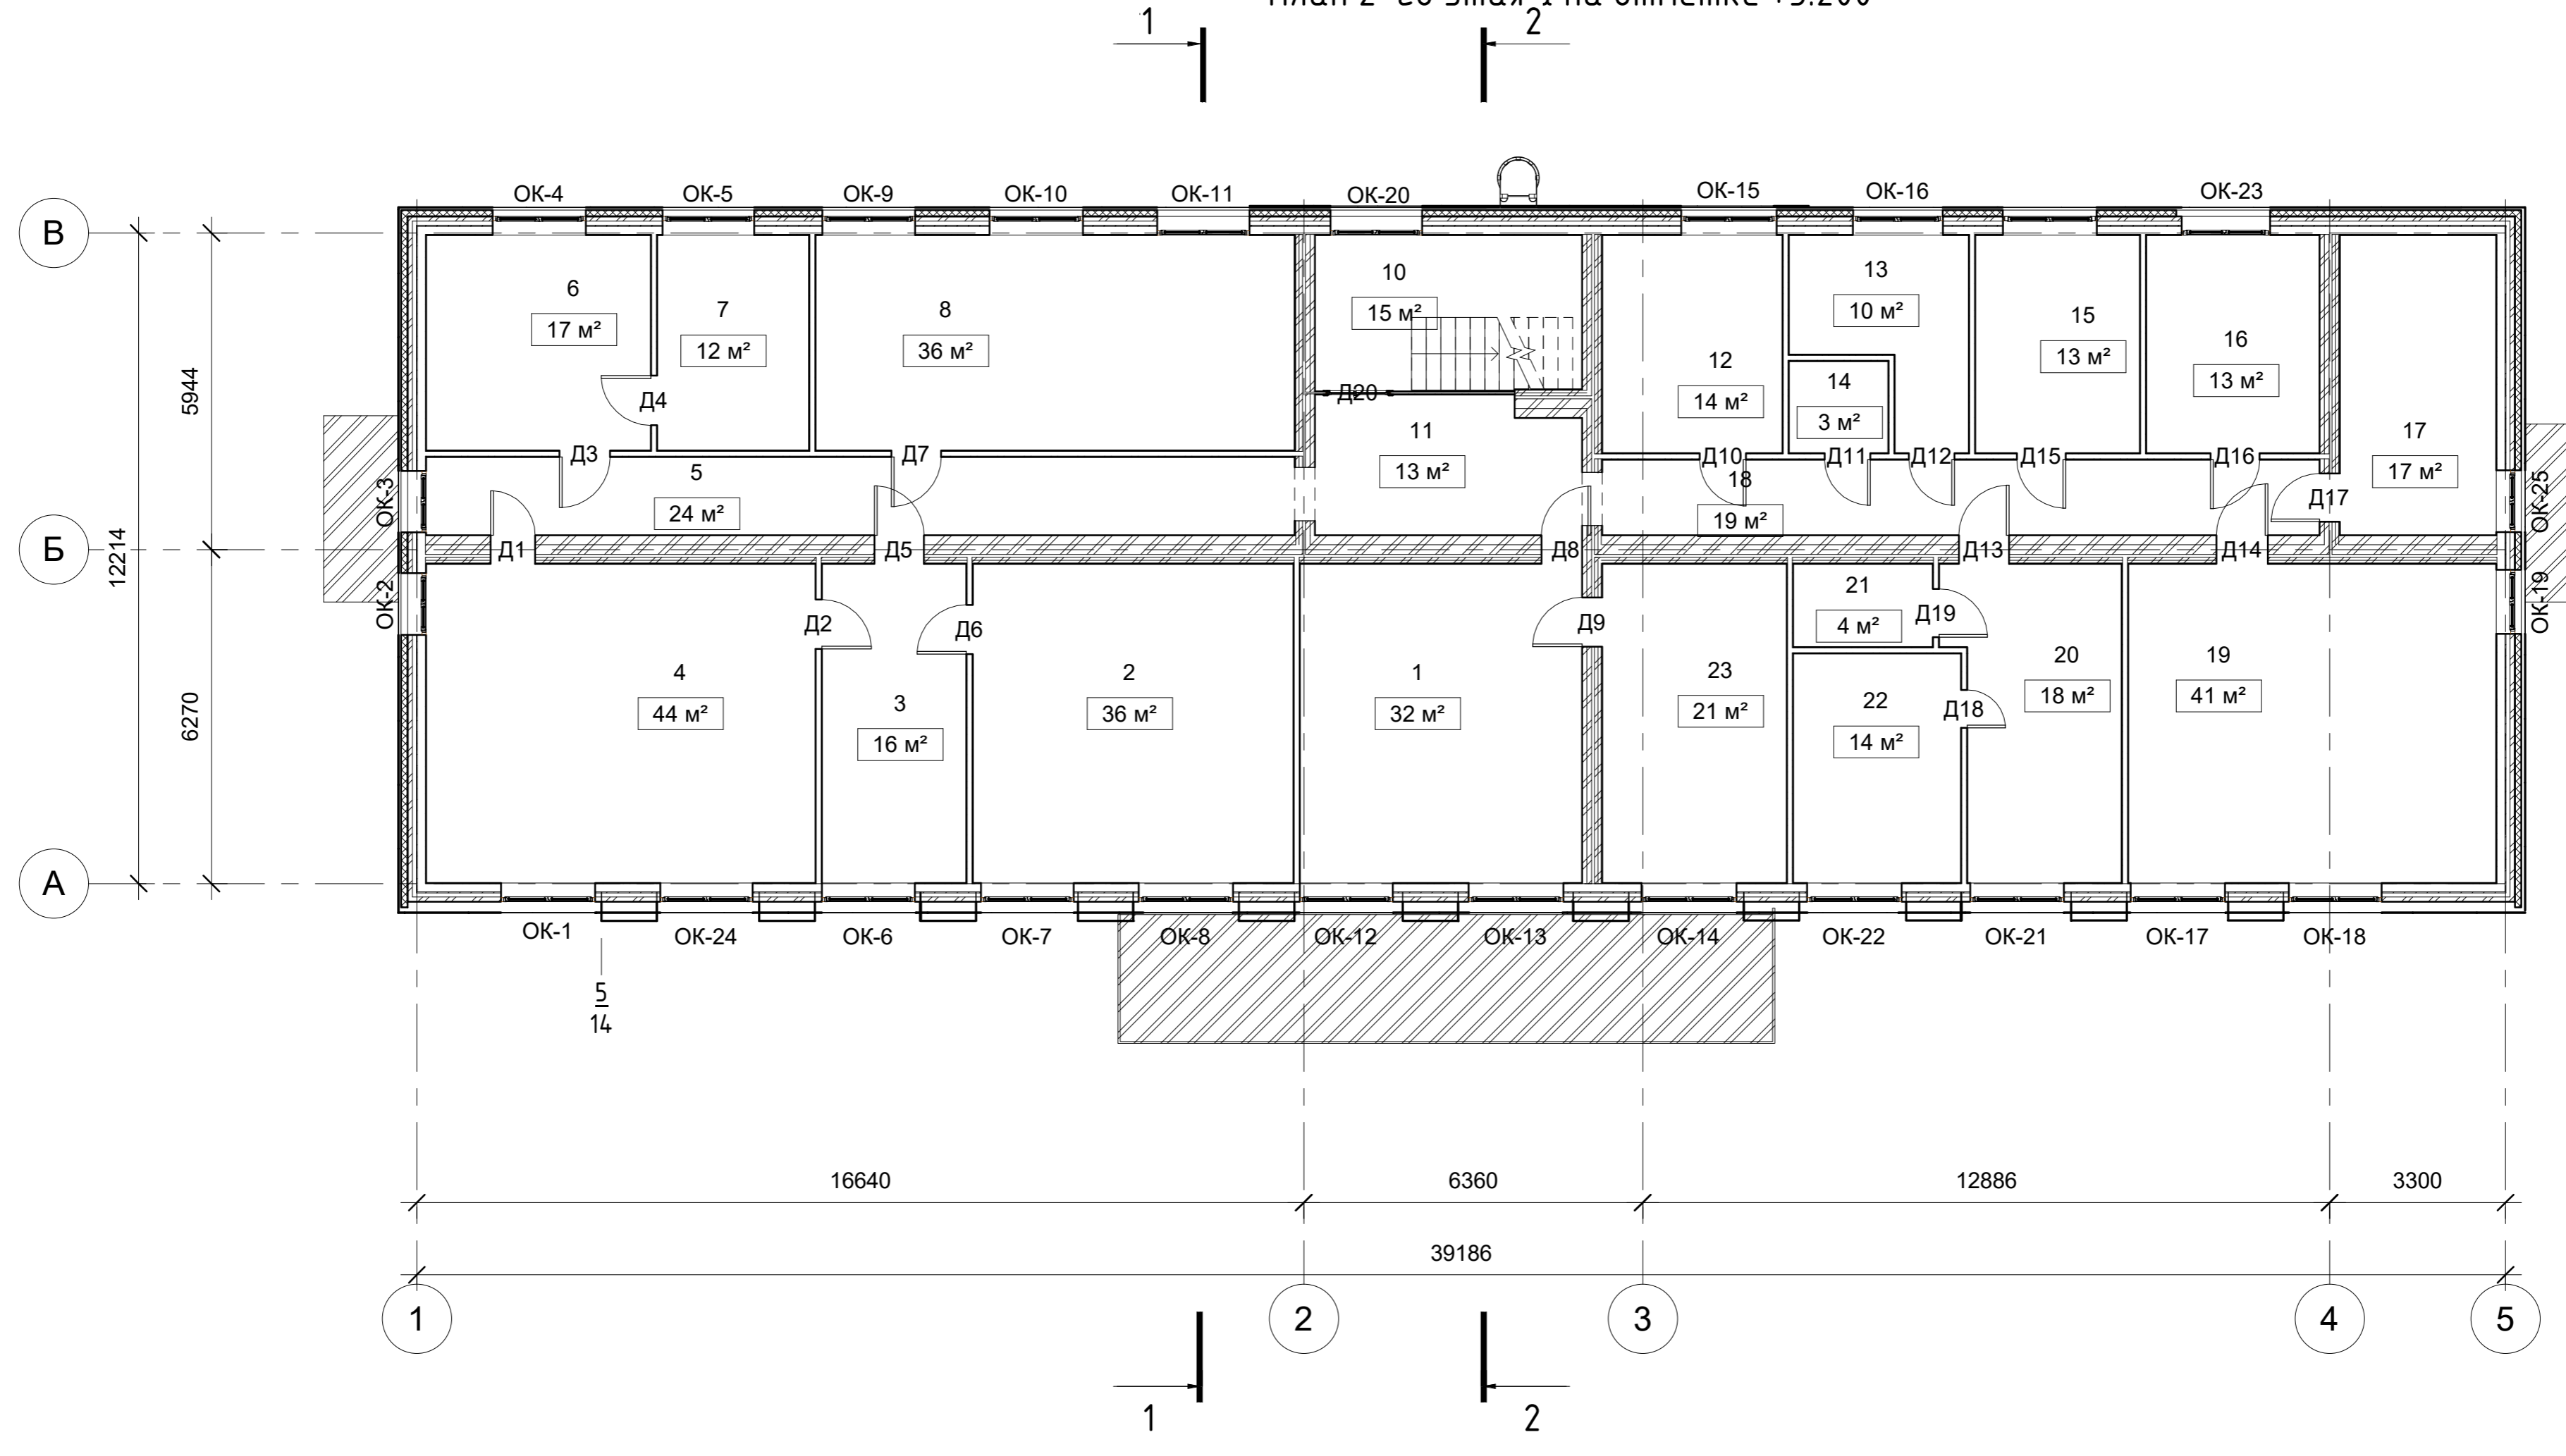 1
2
ОК-4
ОК-5
ОК-9
ОК-10
ОК-11
ОК-20
ОК-15
ОК-16
ОК-23
В
6
17 м²
7
12 м²
8
36 м²
10
15 м²
13
10 м²
15
13 м²
16
13 м²
12
14 м²
14
3 м²
5944
Д4
Д20
11
13 м²
17
17 м²
Д3
Д7
Д10
Д11
Д12
Д15
Д16
5
24 м²
18
19 м²
Д17
ОК-3
ОК-25
Б
12214
Д1
Д5
Д8
Д13
Д14
ОК-2
ОК-19
Д2
Д6
Д9
21
4 м²
Д19
4
44 м²
3
16 м²
2
36 м²
1
32 м²
23
21 м²
22
14 м²
Д18
20
18 м²
19
41 м²
6270
А
ОК-1
ОК-24
ОК-6
ОК-7
ОК-8
ОК-12
ОК-13
ОК-14
ОК-22
ОК-21
ОК-17
ОК-18
5
14
16640
6360
12886
3300
39186
1
2
3
4
5
1
2